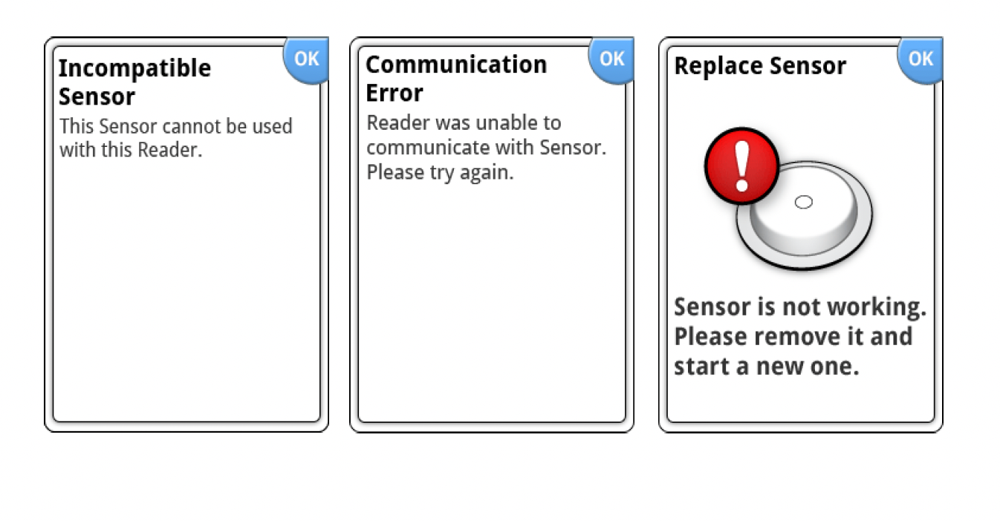 OK
Incompatible
Sensor
This Sensor cannot be used
with this Reader.
OK
Communication
Error
Reader was unable to
communicate with Sensor.
Please try again.
OK
Replace Sensor
Sensor is not working.
Please remove it and
start a new one.